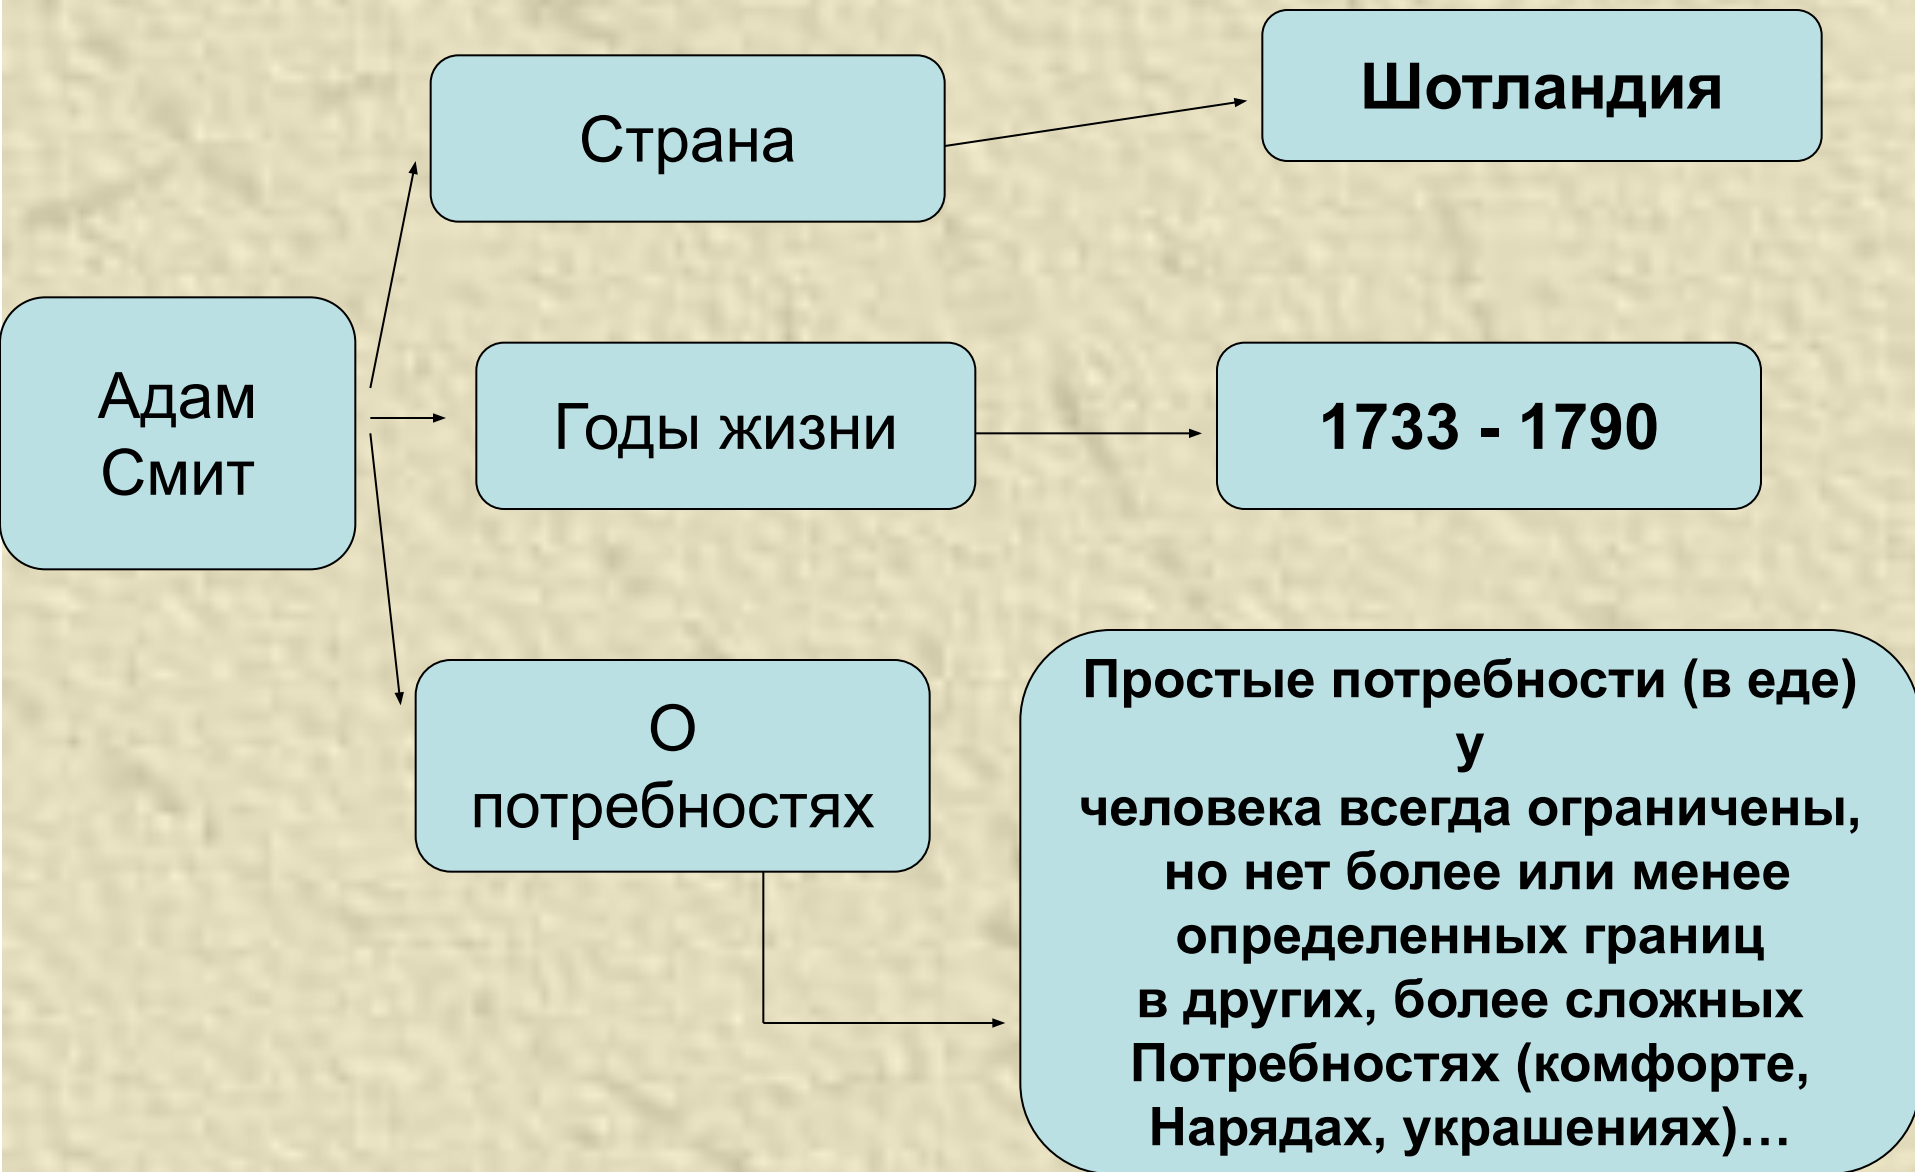 Адам
Смит
Страна
Шотландия
Годы жизни
1733 - 1790
О
потребностях
Простые потребности (в еде)
у
человека всегда ограничены,
но нет более или менее
определенных границ
в других, более сложных
Потребностях (комфорте,
Нарядах, украшениях)…